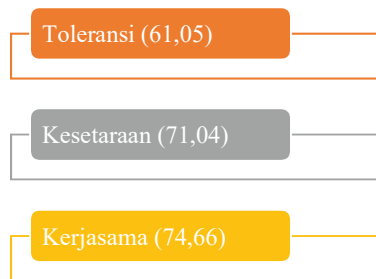 Toleransi (61,05)
Kesetaraan (71,04)
Kerjasama (74,66)